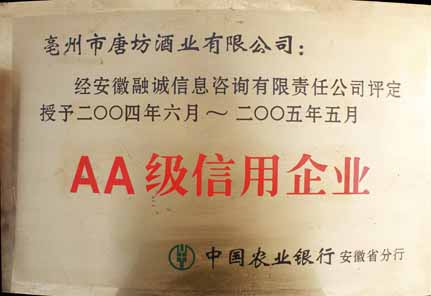 亳州市唐坊酒业有限公司：
经安徽融诚信息咨询有限责任公司评定
授予二〇〇四年六月～二〇〇五年五月
AA级信用企业
中国农业银行 安徽省分行